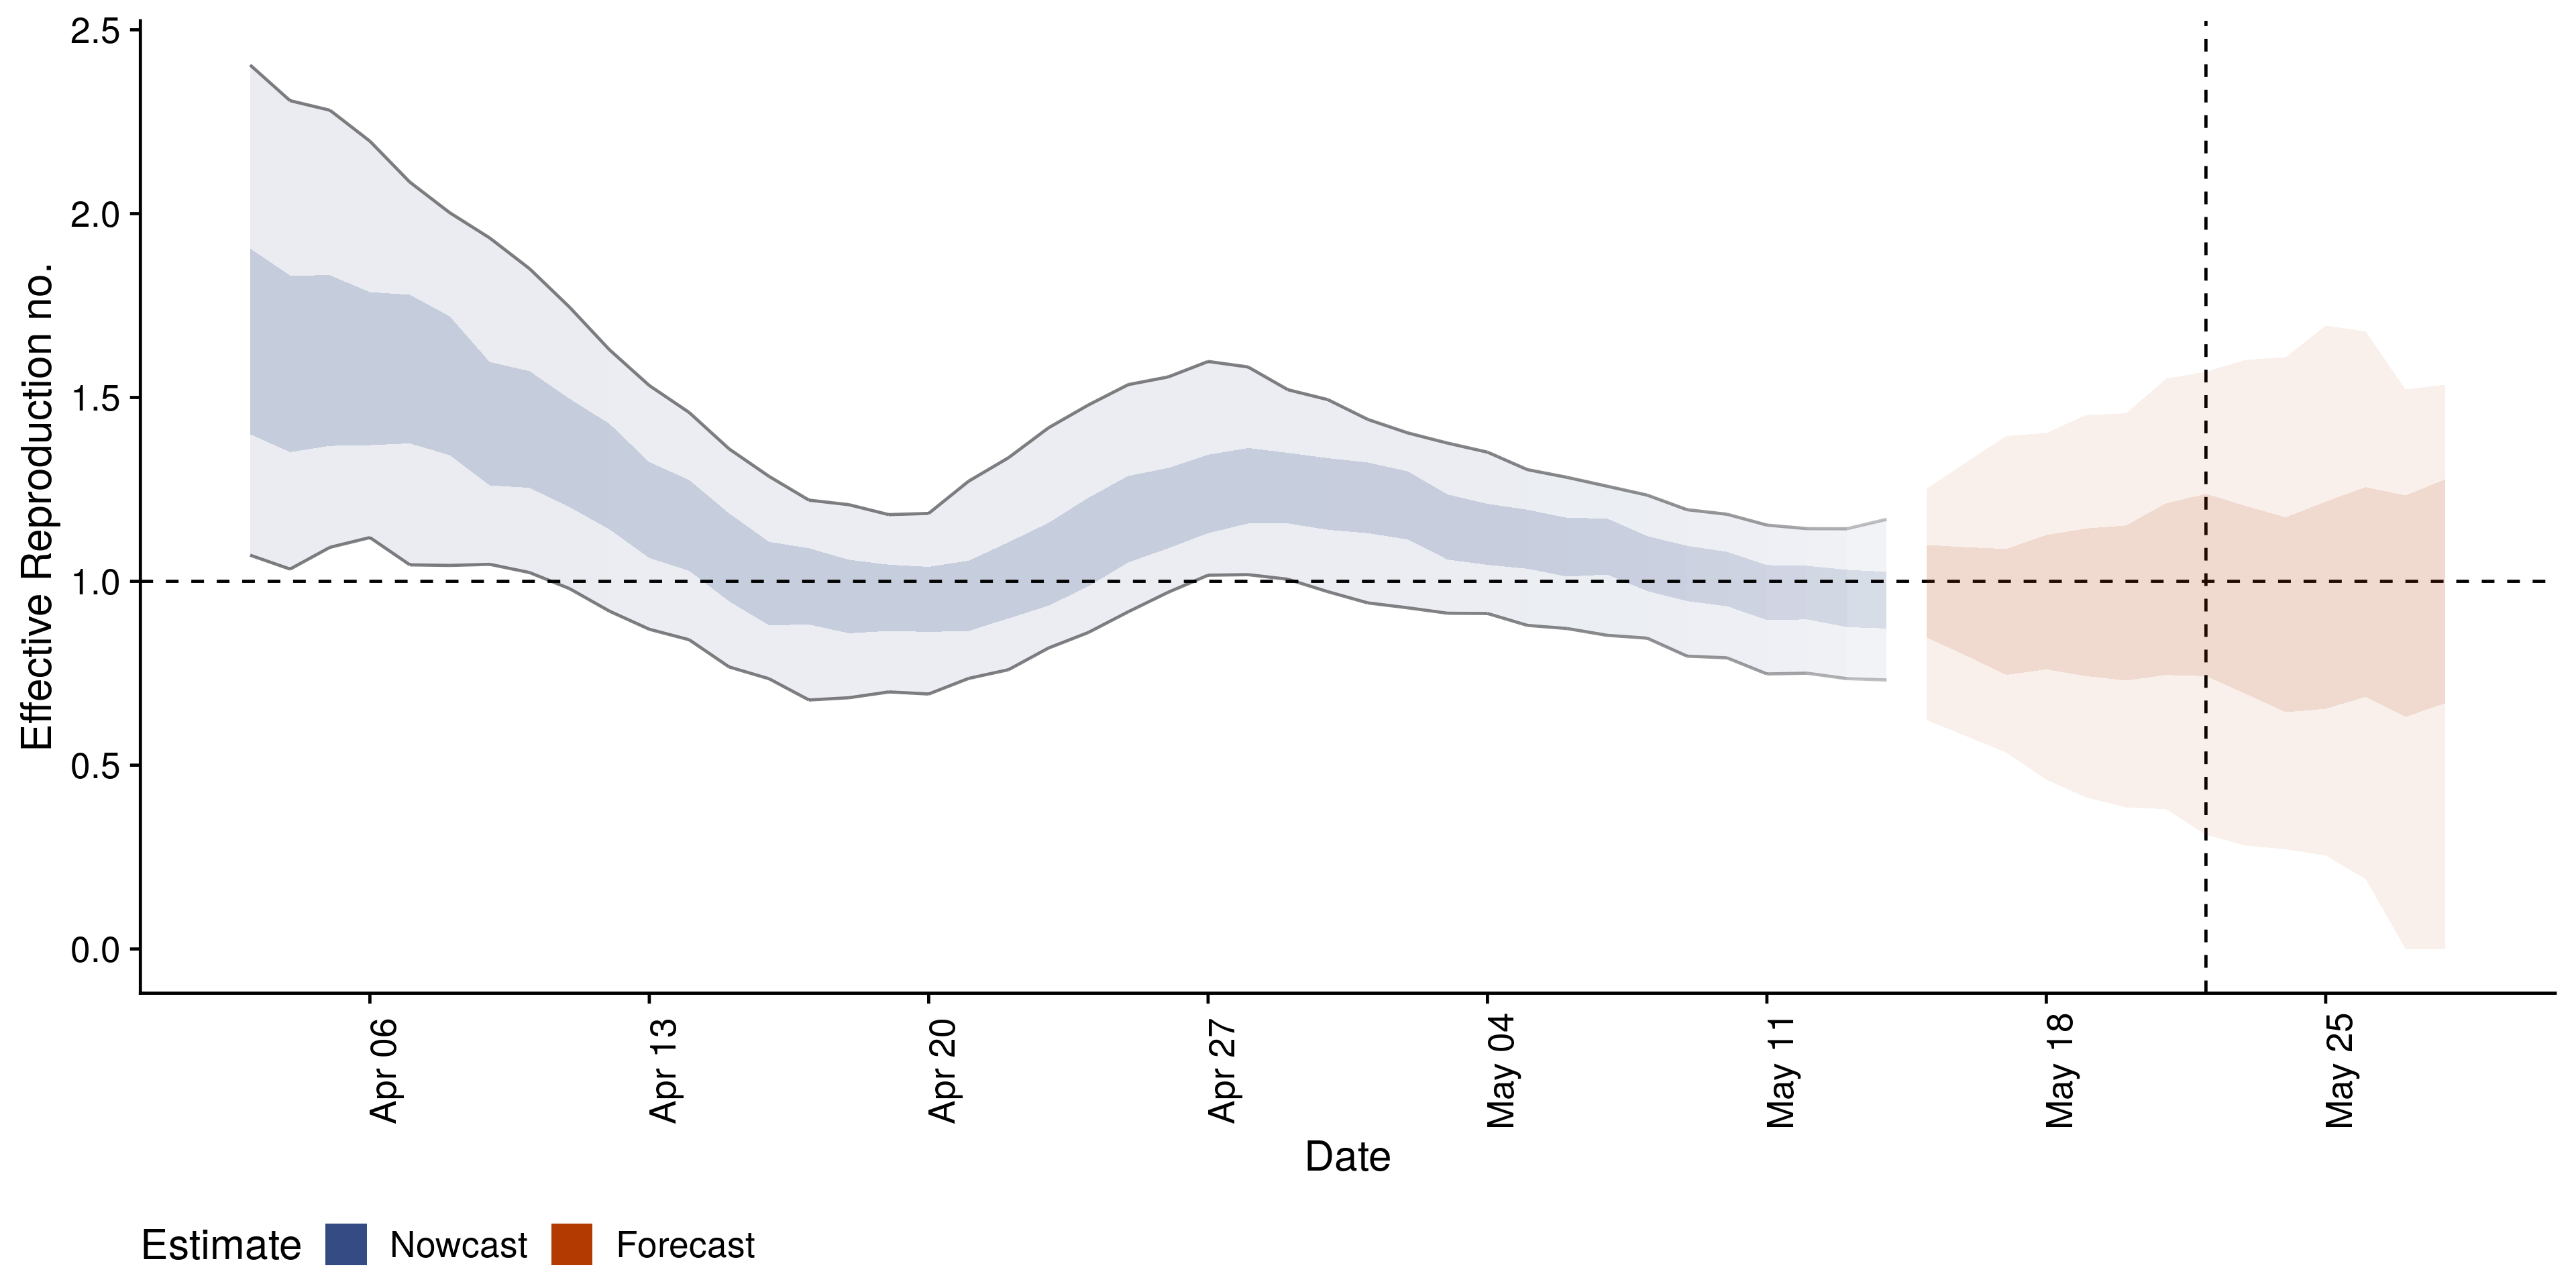 Effective Reproduction no.
2.5
2.0
1.5
1.0
0.5
0.0
Apr 06
Apr 13
Apr 20
Apr 27
May 04
May 11
May 18
May 25
Date
Estimate Nowcast Forecast